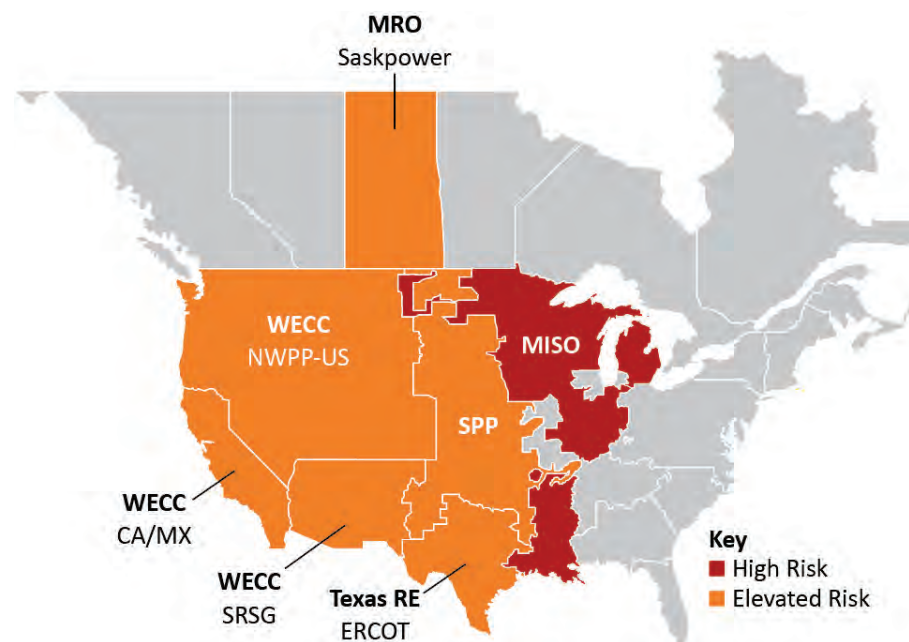 MRO
Saskpower
WECC
NWPP-US
MISO
SPP
WECC
CA/MX
WECC
SRSG
Texas RE
ERCOT
Key
High Risk
Elevated Risk